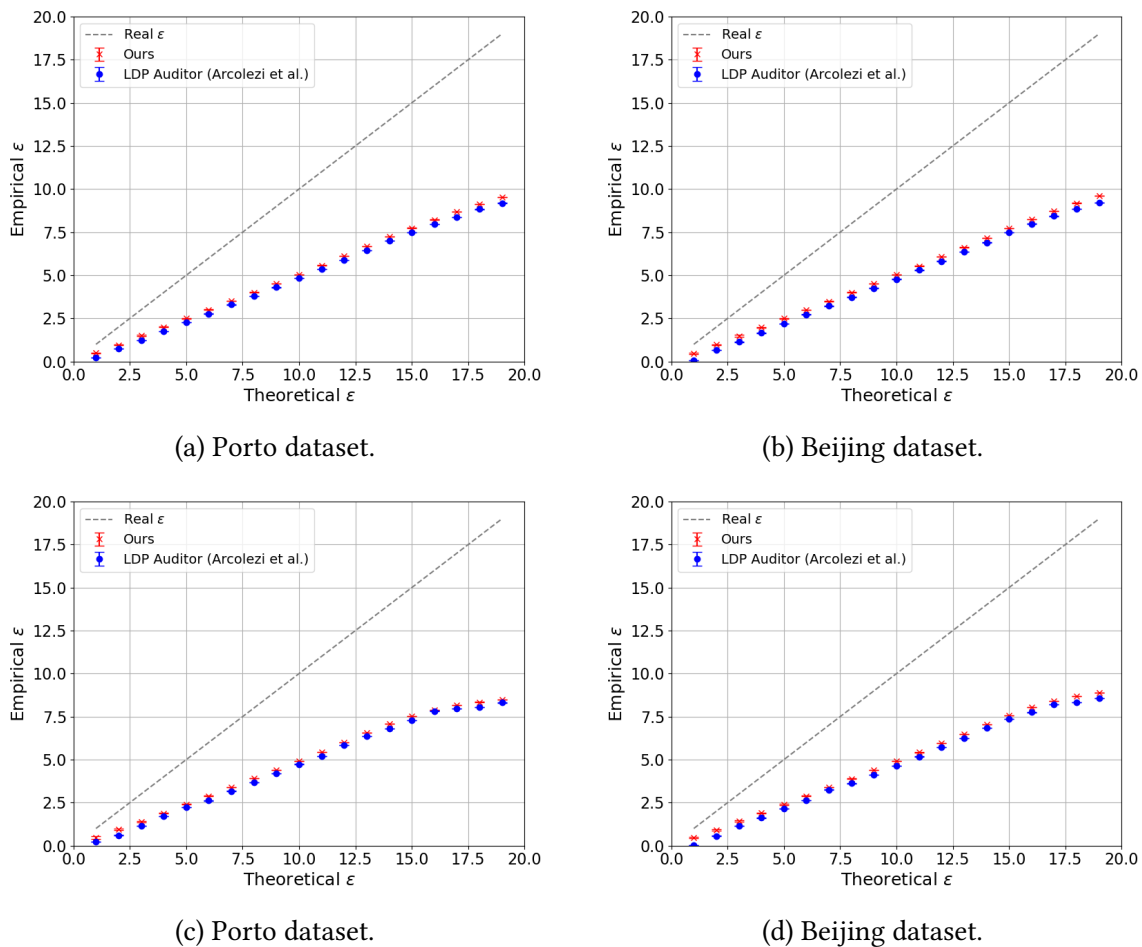 20.0
17.5
15.0
12.5
10.0
7.5
5.0
2.5
0.0
Empirical ε
Real ε
Ours
LDP Auditor (Arcolezi et al.)
0.0 2.5 5.0 7.5 10.0 12.5 15.0 17.5 20.0
Theoretical ε
(a) Porto dataset.
20.0
17.5
15.0
12.5
10.0
7.5
5.0
2.5
0.0
Empirical ε
Real ε
Ours
LDP Auditor (Arcolezi et al.)
0.0 2.5 5.0 7.5 10.0 12.5 15.0 17.5 20.0
Theoretical ε
(b) Beijing dataset.
20.0
17.5
15.0
12.5
10.0
7.5
5.0
2.5
0.0
Empirical ε
Real ε
Ours
LDP Auditor (Arcolezi et al.)
0.0 2.5 5.0 7.5 10.0 12.5 15.0 17.5 20.0
Theoretical ε
(c) Porto dataset.
20.0
17.5
15.0
12.5
10.0
7.5
5.0
2.5
0.0
Empirical ε
Real ε
Ours
LDP Auditor (Arcolezi et al.)
0.0 2.5 5.0 7.5 10.0 12.5 15.0 17.5 20.0
Theoretical ε
(d) Beijing dataset.